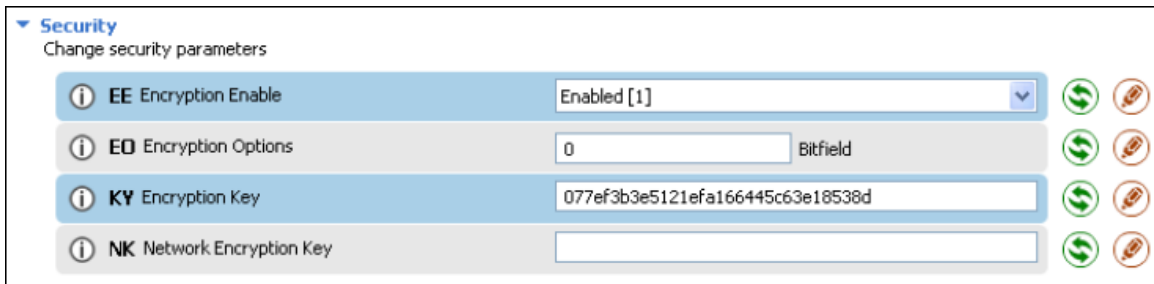 Security
Change security parameters
EE Encryption Enable Enabled [1]
EO Encryption Options 0 Bitfield
KY Encryption Key 077ef3b3e5121efa166445c63e18538d
NK Network Encryption Key